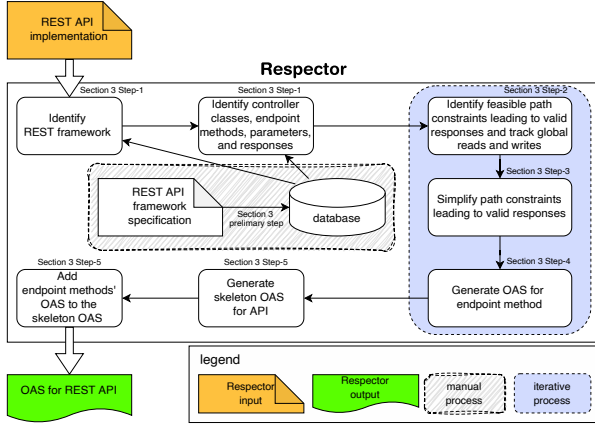 REST API
implementation
Respector
Section 3 Step-1
Identify
REST framework
Section 3 Step-1
Identify controller
classes, endpoint
methods, parameters,
and responses
Section 3 Step-2
Identify feasible path
constraints leading to valid
responses and track global
reads and writes
REST API
framework
specification
Section 3
prelimary step
database
Section 3 Step-3
Simplify path constraints
leading to valid responses
Section 3 Step-5
Add
endpoint methods'
OAS to the
skeleton OAS
Section 3 Step-5
Generate
skeleton OAS
for API
Section 3 Step-4
Generate OAS for
endpoint method
OAS for REST API
legend
Respector
input
Respector
output
manual
process
iterative
process